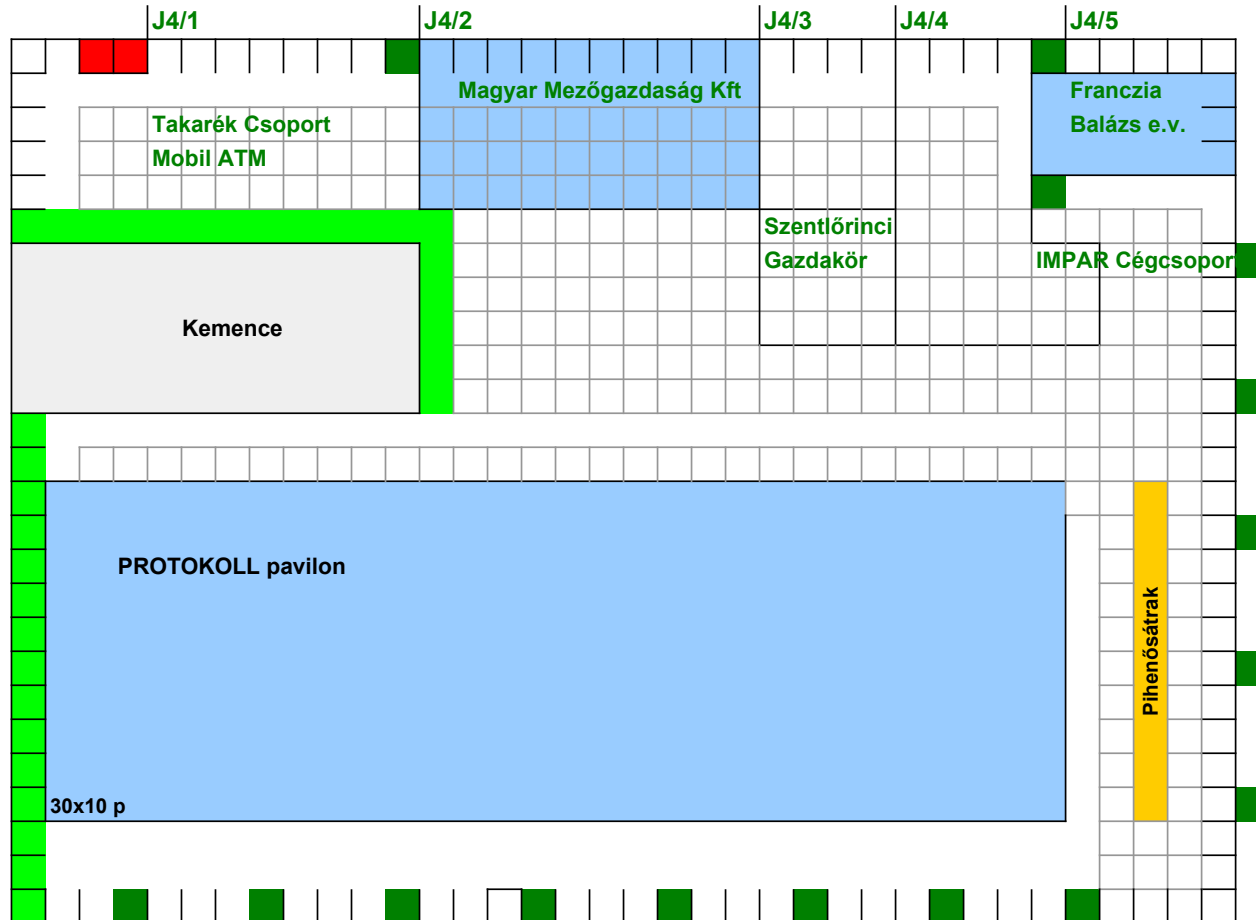 J4/1
J4/2
J4/3
J4/4
J4/5
Magyar Mezőgazdaság Kft
Franczia
Balázs e.v.
Takarék Csoport
Mobil ATM
Szentlőrinci
Gazdakör
IMPAR Cégcsopor
Kemence
PROTOKOLL pavilon
Pihenősátrak
30x10 p